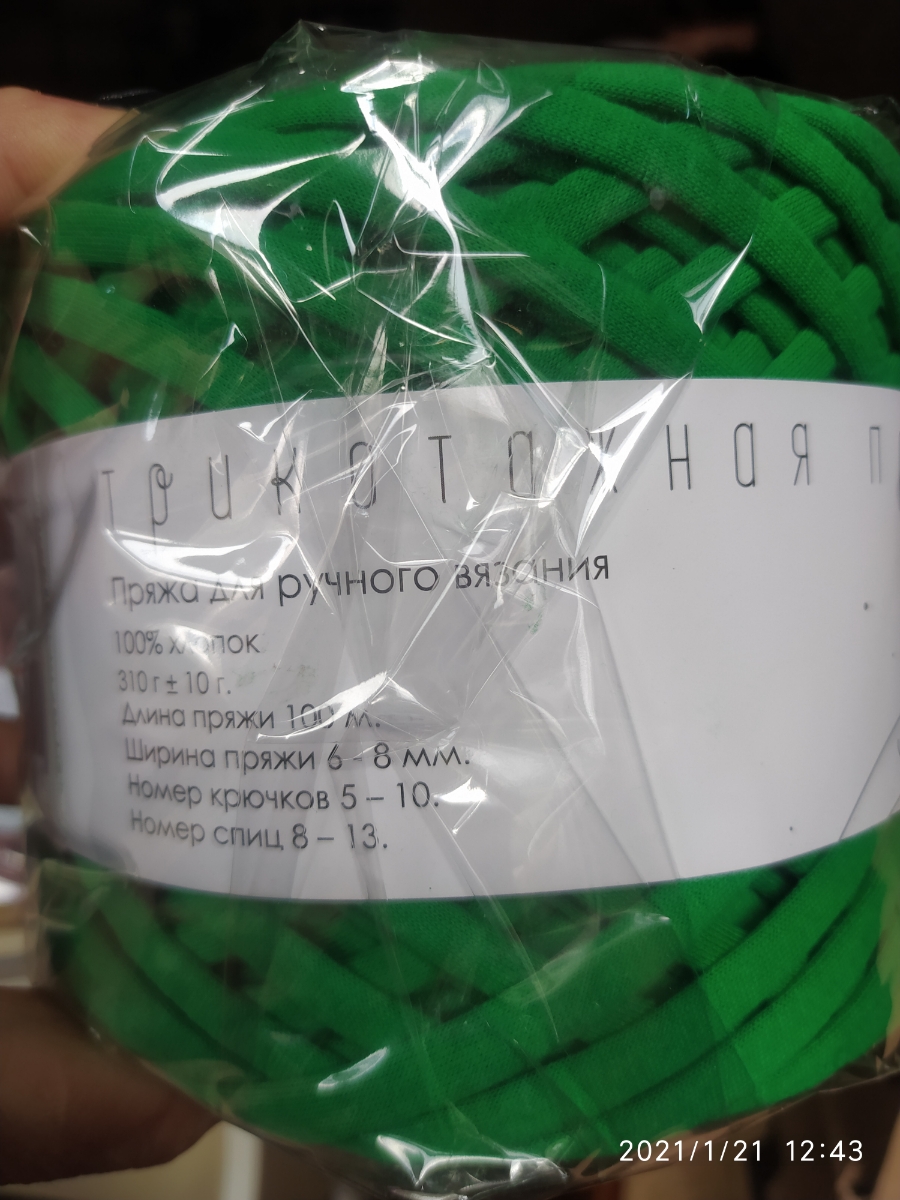 трикотажная п
Пряжа для ручного вязания
100% хлопок
310 г ± 10 г.
Длина пряжи 100 м.
Ширина пряжи 6 - 8 мм.
Номер крючков 5 – 10.
Номер спиц 8 – 13.
2021/1/21 12:43